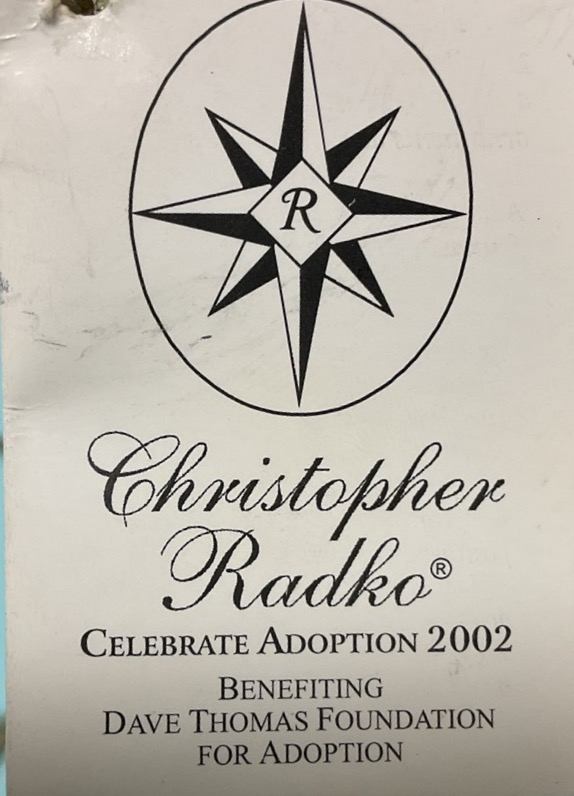 R
Christopher
Radko®
CELEBRATE ADOPTION 2002
BENEFITING
DAVE THOMAS FOUNDATION
FOR ADOPTION